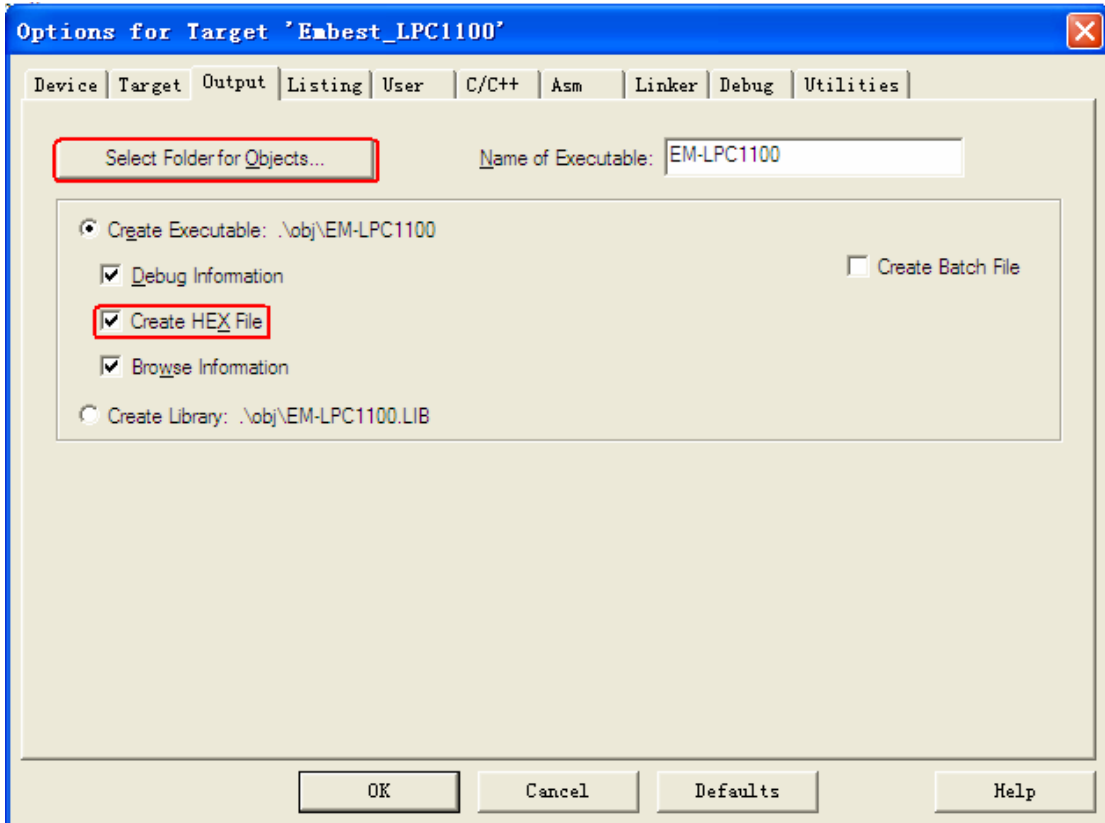 Options for Target 'Embest_LPC1100'
Device Target Output Listing User C/C++ Asm Linker Debug Utilities
Select Folder for Objects... Name of Executable: EM-LPC1100
Create Executable: .\obj\EM-LPC1100
Debug Information Create Batch File
Create HEX File
Browse Information
Create Library: .\obj\EM-LPC1100.LIB
OK Cancel Defaults Help